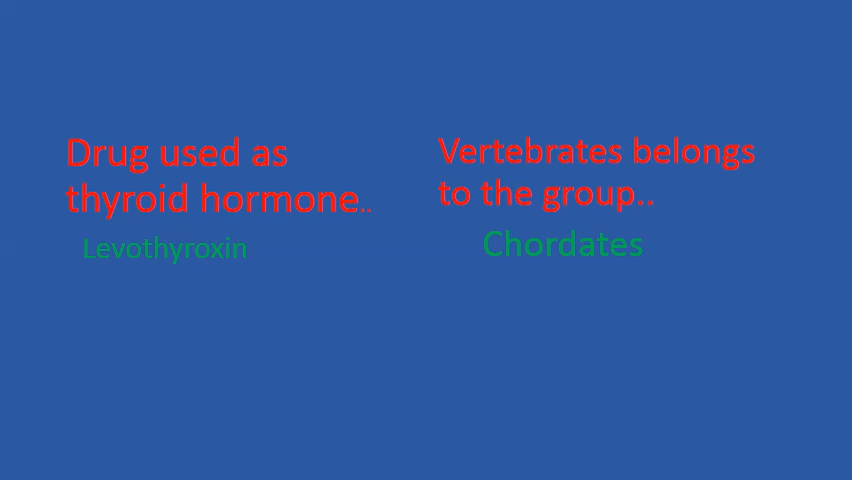 Drug used as
thyroid hormone..
Levothyroxin
Vertebrates belongs
to the group..
Chordates